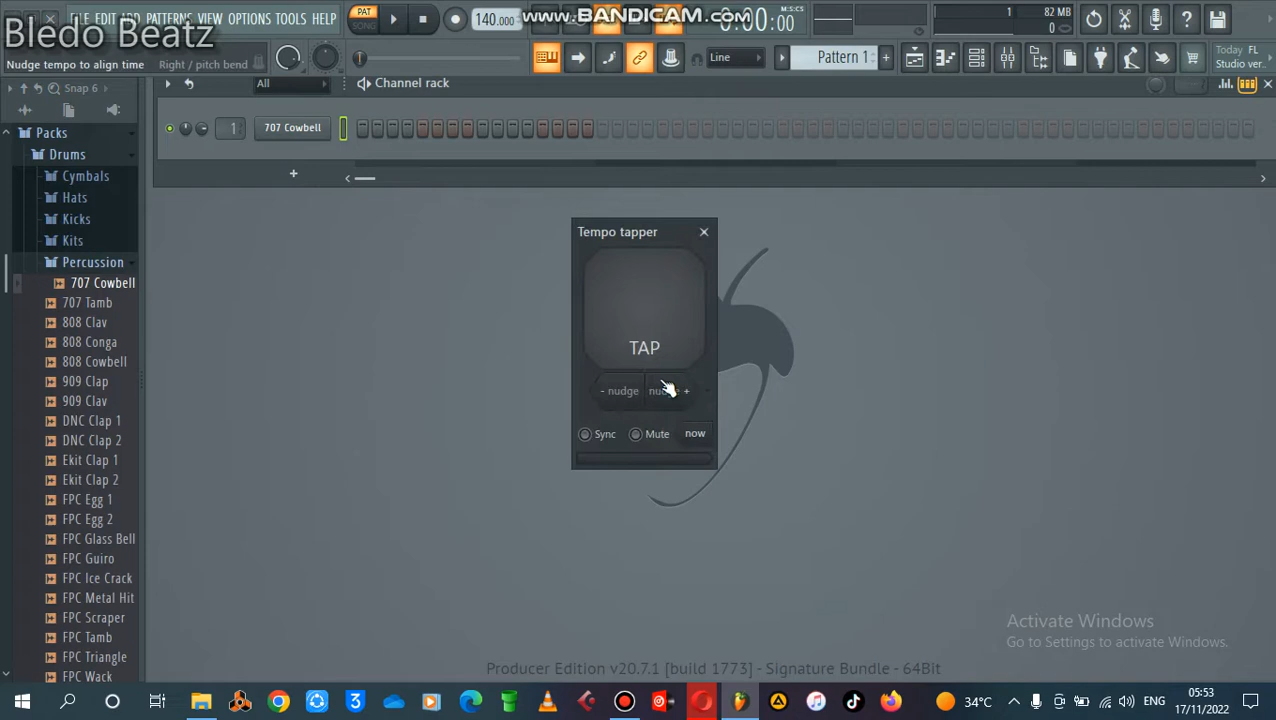 FILE EDIT ADD PATTERNS VIEW OPTIONS TOOLS HELP
PAT
SONG
140.000
www.BANDICAM.com
0:00:00
M:S:CS
1
82 MB
0
Bledo Beatz
Nudge tempo to align time
Right / pitch bend
Line
Pattern 1
+
Today FL
Studio ver..
Snap 6
All
Channel rack
1
707 Cowbell
+
Packs
Drums
Cymbals
Hats
Kicks
Kits
Percussion
707 Cowbell
707 Tamb
808 Clav
808 Conga
808 Cowbell
909 Clap
909 Clav
DNC Clap 1
DNC Clap 2
Ekit Clap 1
Ekit Clap 2
FPC Egg 1
FPC Egg 2
FPC Glass Bell
FPC Guiro
FPC Ice Crack
FPC Metal Hit
FPC Scraper
FPC Tamb
FPC Triangle
FPC Wack
Tempo tapper
TAP
- nudge
nudge +
Sync
Mute
now
Activate Windows
Go to Settings to activate Windows.
Producer Edition v20.7.1 [build 1773] - Signature Bundle - 64Bit
34°C
ENG
05:53
17/11/2022